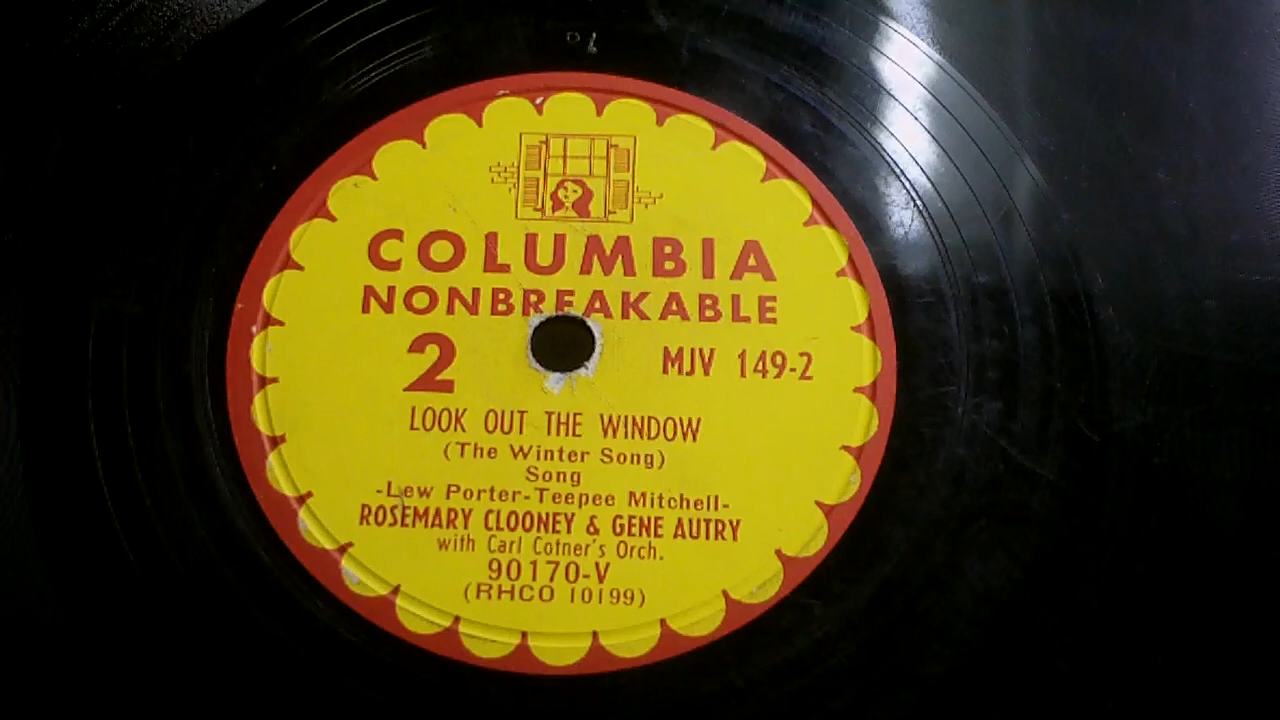 COLUMBIA
NONBREAKABLE
2 MJV 149-2
LOOK OUT THE WINDOW
(The Winter Song)
Song
-Lew Porter-Teepee Mitchell-
ROSEMARY CLOONEY & GENE AUTRY
with Carl Cotner's Orch.
90170-V
(RHCO 10199)